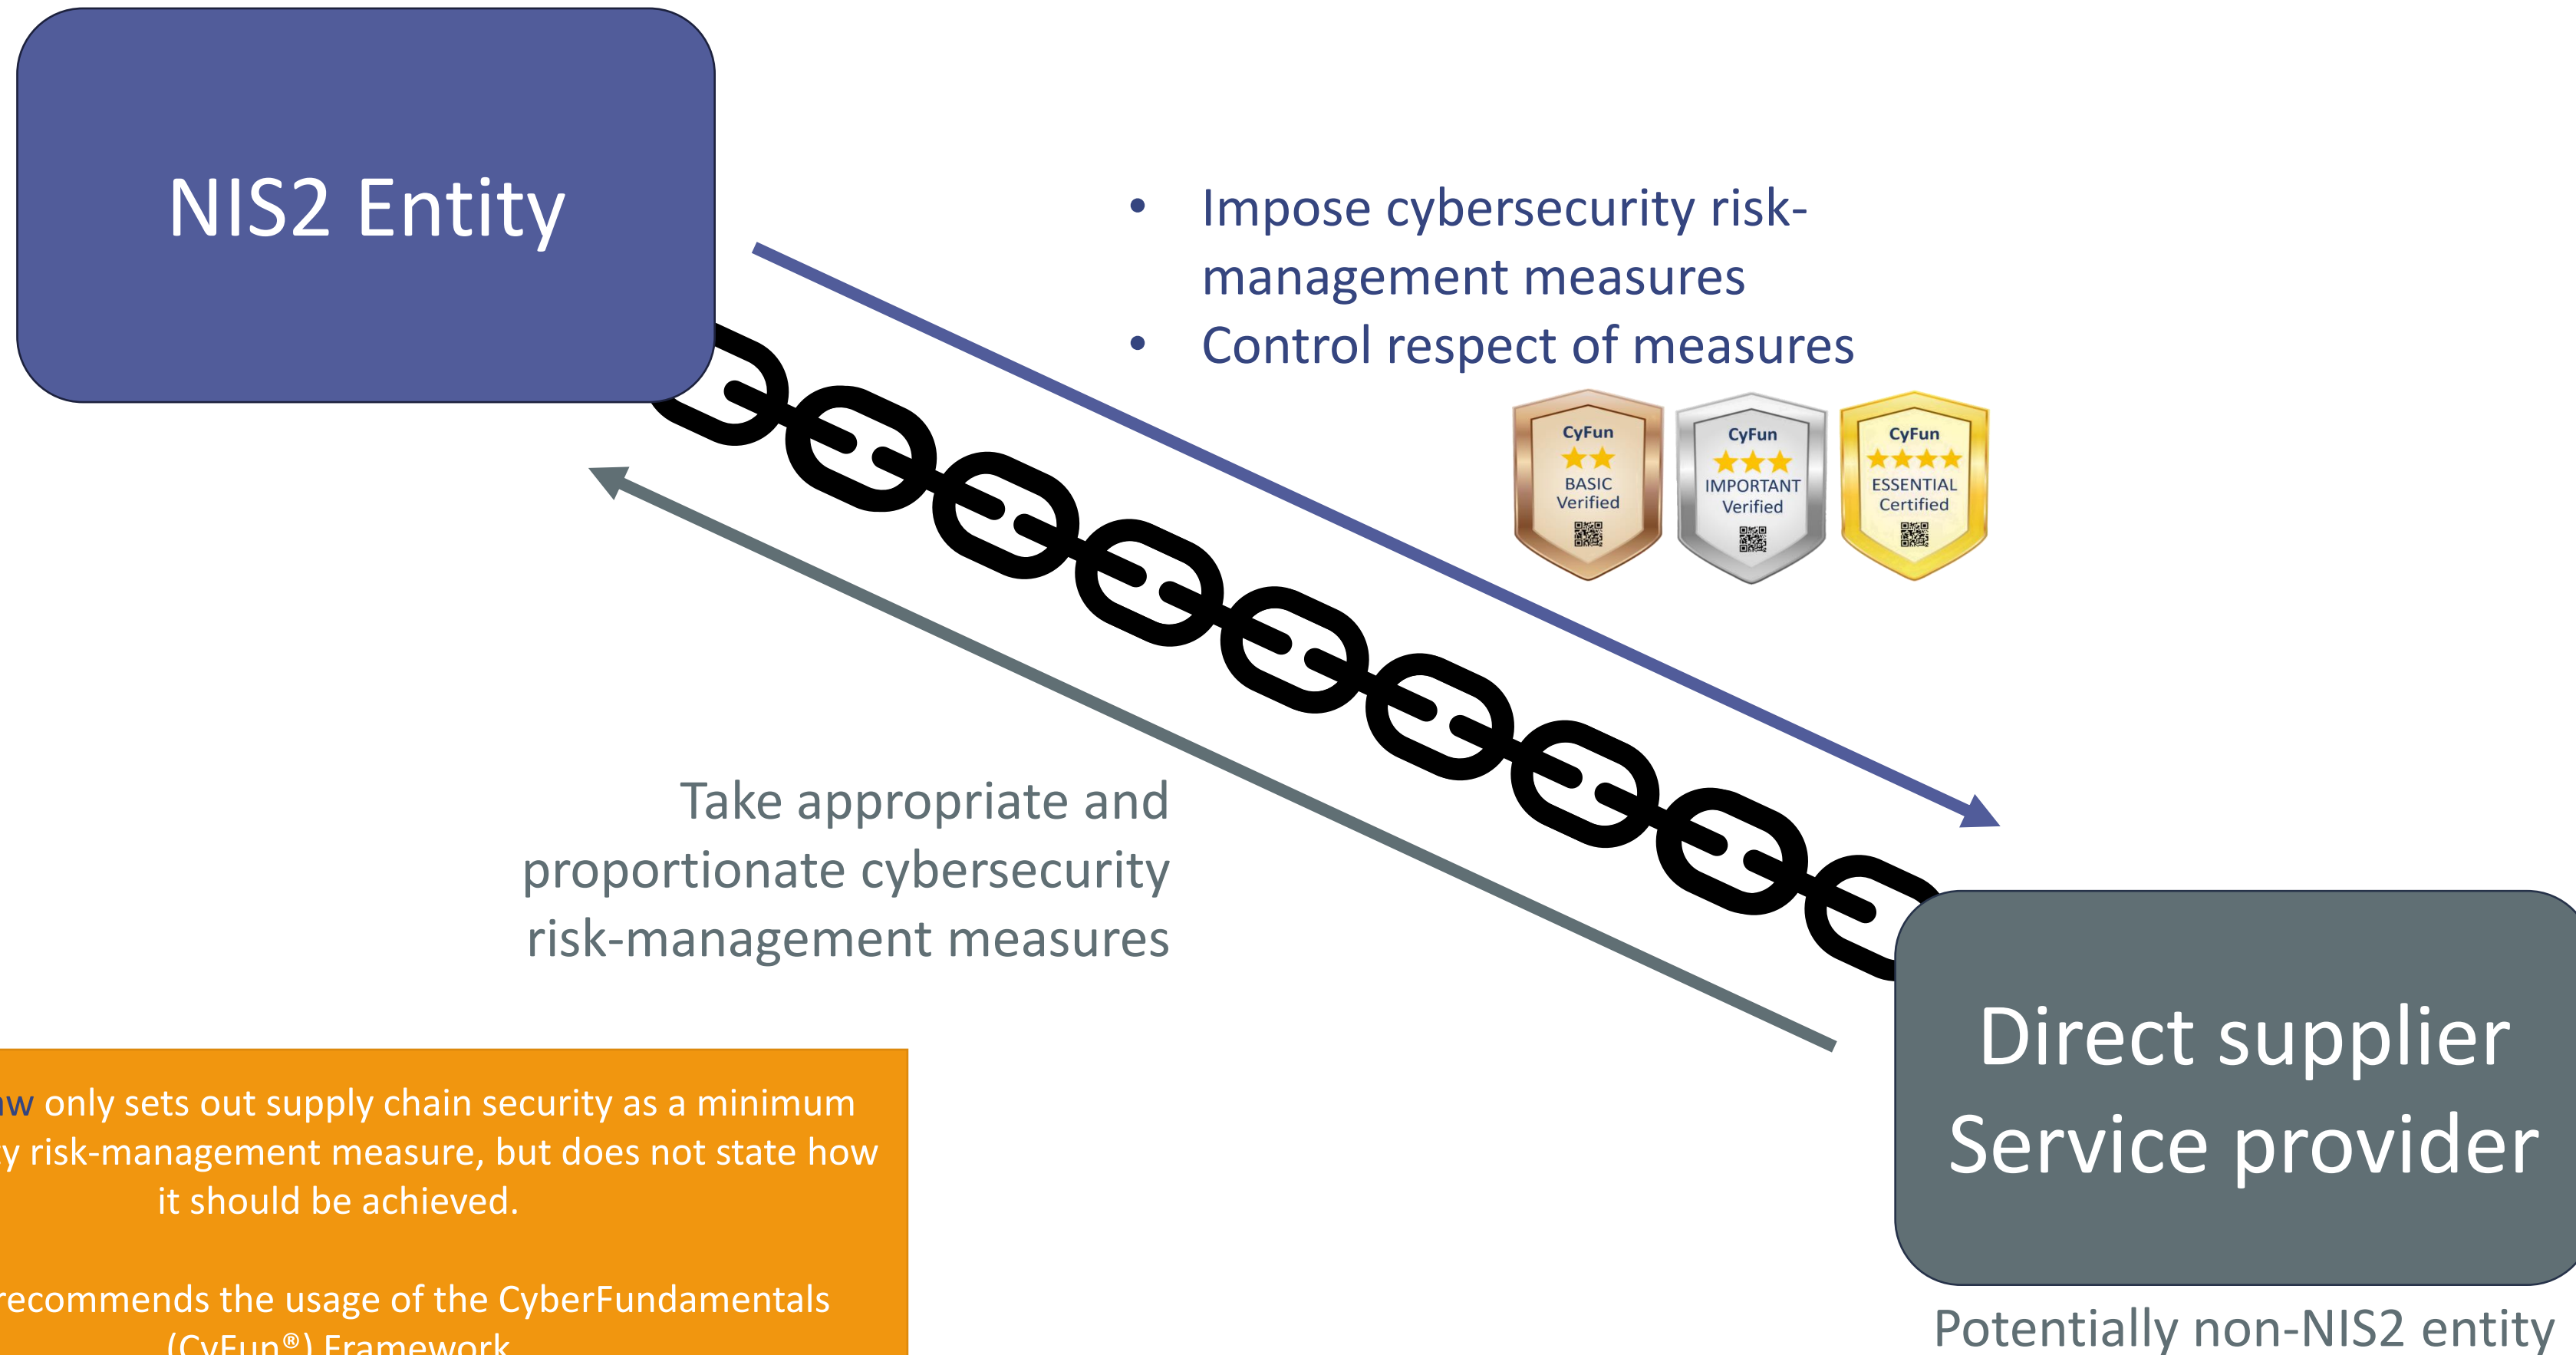 NIS2 Entity
• Impose cybersecurity risk-
management measures
• Control respect of measures
CyFun
BASIC
Verified
CyFun
IMPORTANT
Verified
CyFun
ESSENTIAL
Certified
Take appropriate and
proportionate cybersecurity
risk-management measures
Direct supplier
Service provider
Potentially non-NIS2 entity
only sets out supply chain security as a minimum
risk-management measure, but does not state how
it should be achieved.
recommends the usage of the CyberFundamentals
(CyFun®) Framework